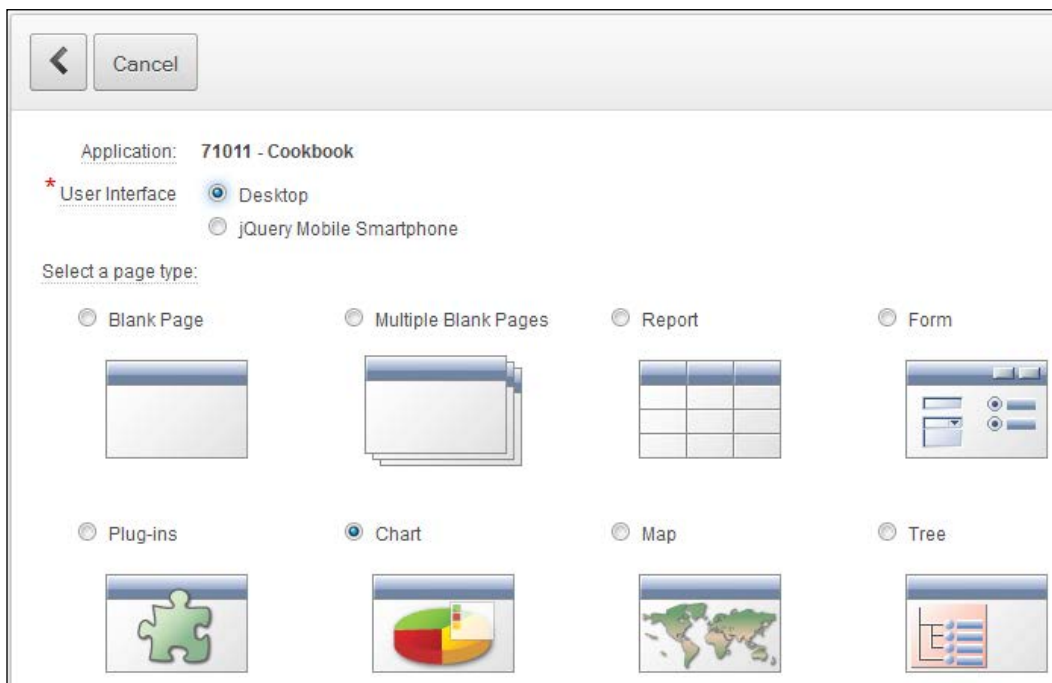 Cancel
Application: 71011 - Cookbook
* User Interface Desktop
jQuery Mobile Smartphone
Select a page type:
Blank Page Multiple Blank Pages Report Form
Plug-ins Chart Map Tree